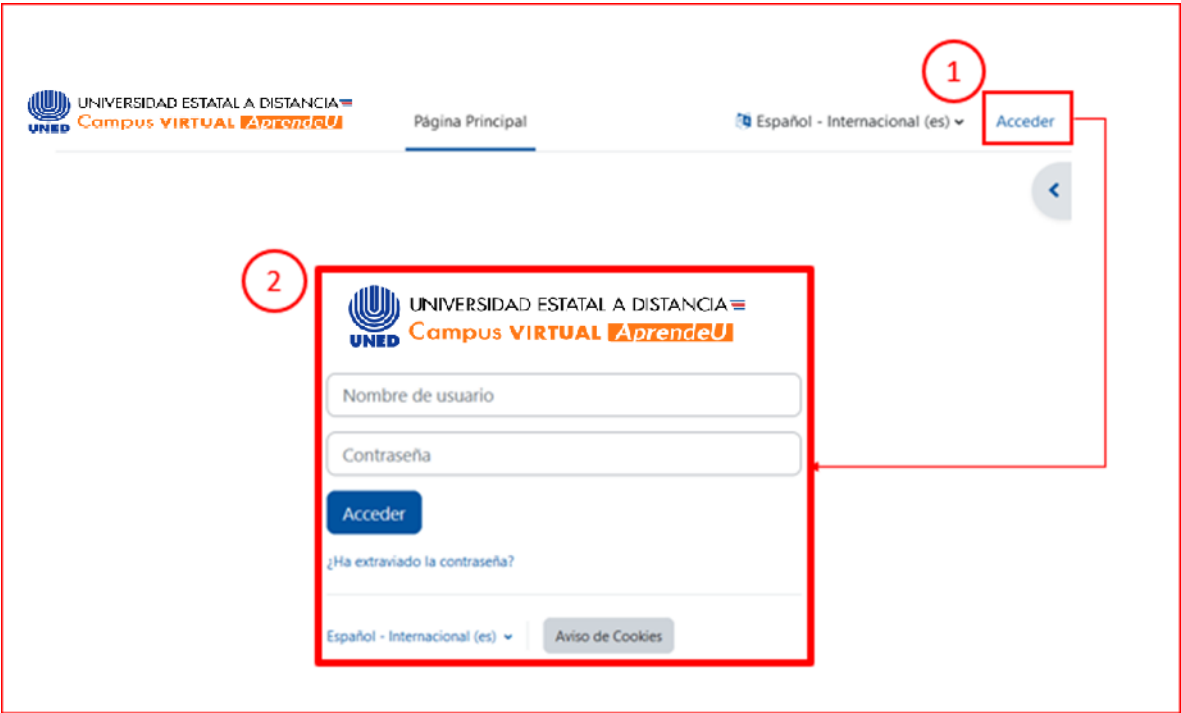 1
UNIVERSIDAD ESTATAL A DISTANCIA
UNED Campus VIRTUAL AprendeU
Página Principal
Español - Internacional (es)
Acceder
2
UNIVERSIDAD ESTATAL A DISTANCIA
UNED Campus VIRTUAL AprendeU
Nombre de usuario
Contraseña
Acceder
¿Ha extraviado la contraseña?
Español - Internacional (es)
Aviso de Cookies